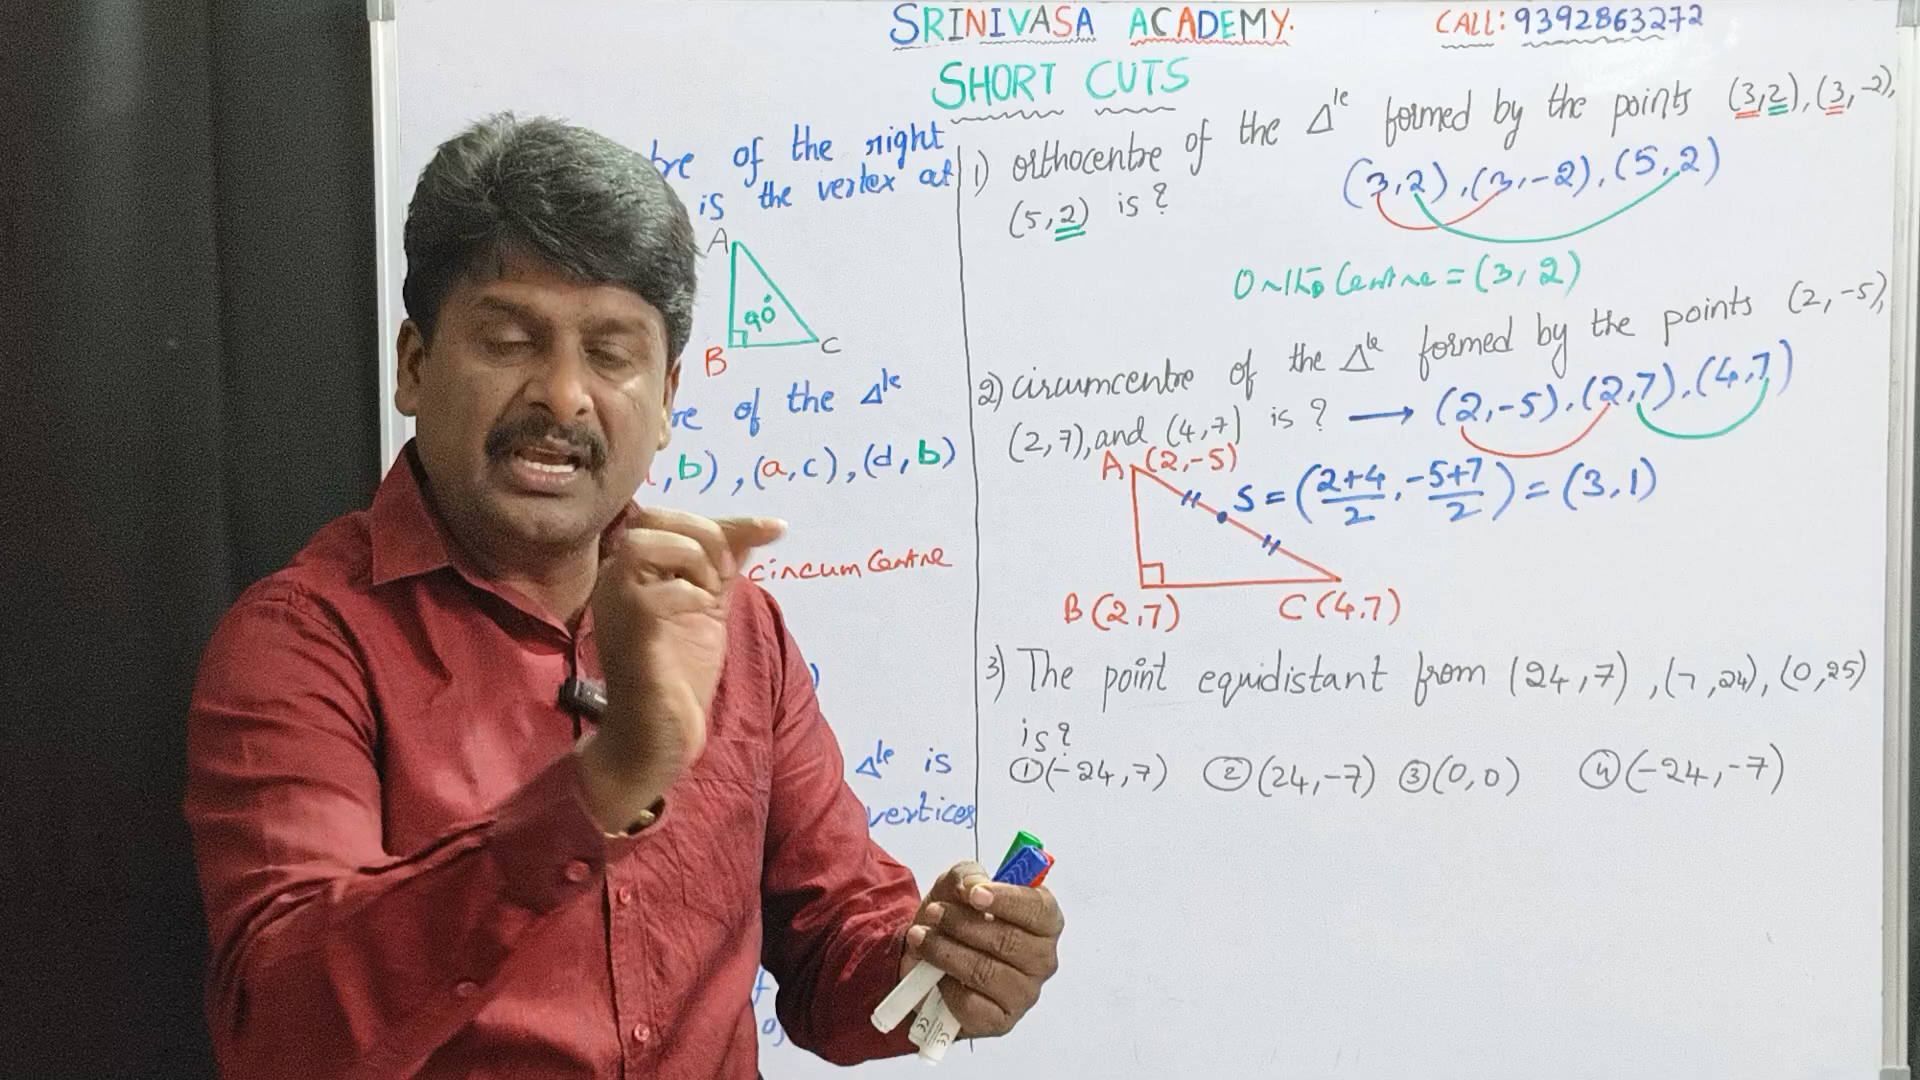 SRINIVASA ACADEMY.
CALL: 9392863272
SHORT CUTS
of the right
is the vertex at
A
90°
B
C
of the Δle
,b), (a,c), (d,b)
circumCentre
Δle is
vertices
1) orthocentre of the Δle formed by the points (3,2), (3,-2),
(5,2) is?
(3,2), (3,-2), (5,2)
Ortho Centre = (3, 2)
2) circumcentre of the Δle formed by the points (2,-5),
(2,7), and (4,7) is? → (2,-5), (2,7), (4,7)
A (2,-5)
S = (2+4/2, -5+7/2) = (3,1)
B (2,7)
C (4,7)
3) The point equidistant from (24,7), (7,24), (0,25)
is?
①(-24,7) ②(24,-7) ③(0,0) ④(-24,-7)